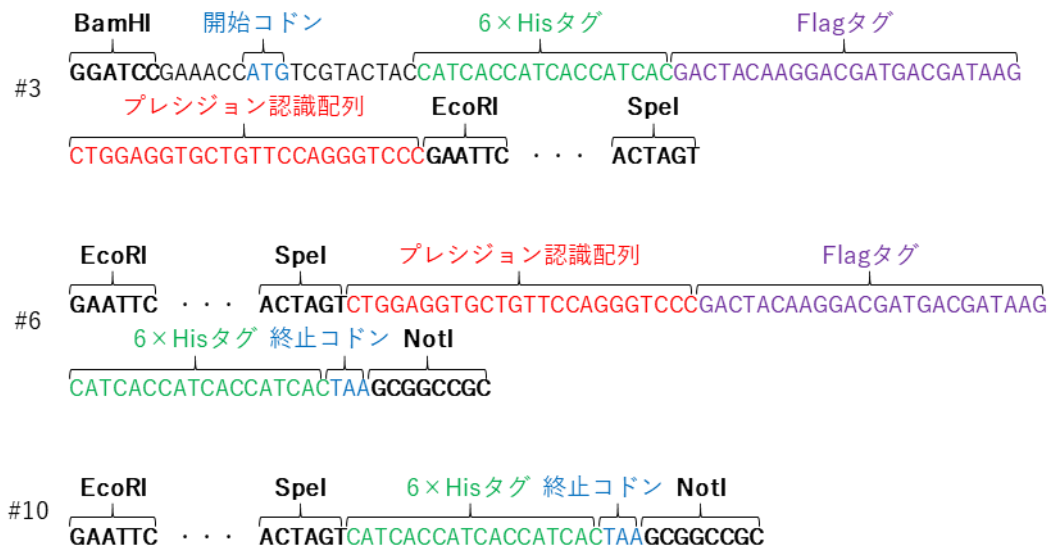 BamHI 開始コドン 6×Hisタグ Flagタグ
#3 GGATCCGAAACCATGTCGTACTACCATCACCATCACCATCACGACTACAAGGACGATGACGATAAG
プレシジョン認識配列 EcoRI SpeI
CTGGAGGTGCTGTTCCAGGGTCCCGAATTC ・・・ ACTAGT
EcoRI SpeI プレシジョン認識配列 Flagタグ
#6 GAATTC ・・・ ACTAGTCTGGAGGTGCTGTTCCAGGGTCCCGACTACAAGGACGATGACGATAAG
6×Hisタグ 終止コドン NotI
CATCACCATCACCATCACTAAGCGGCCGC
EcoRI SpeI 6×Hisタグ 終止コドン NotI
#10 GAATTC ・・・ ACTAGTCATCACCATCACCATCACTAAGCGGCCGC